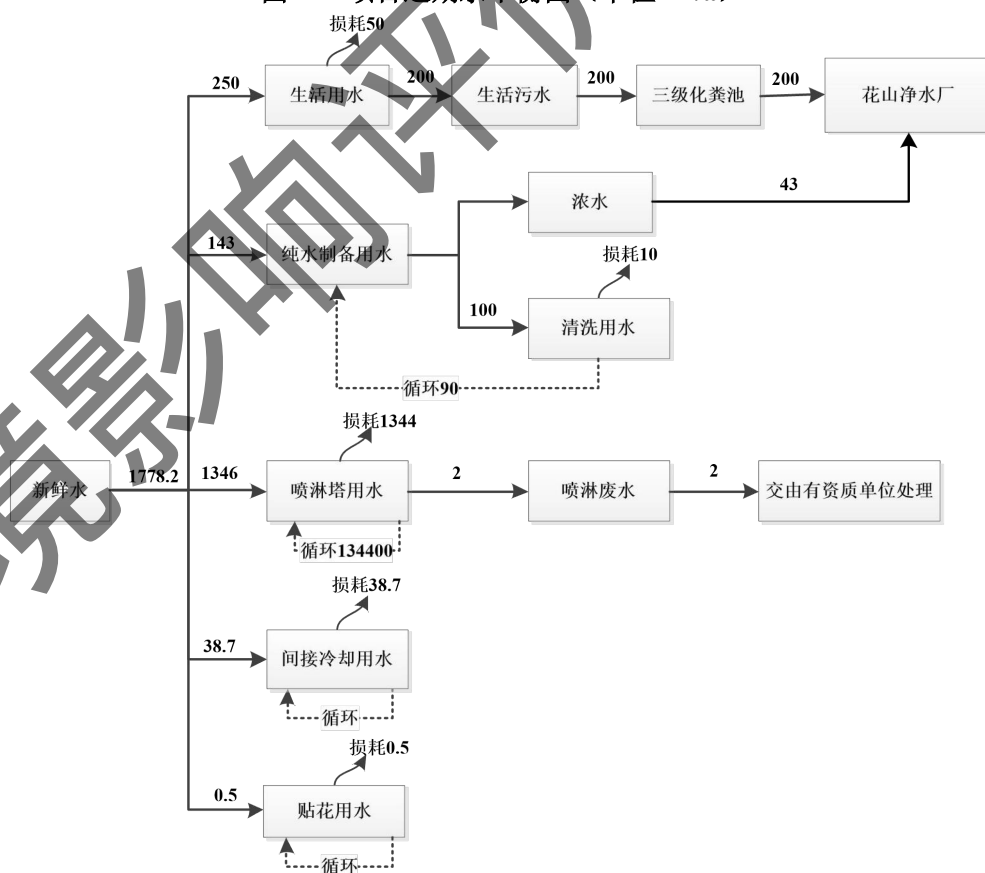 损耗50
250
生活用水
200
生活污水
200
三级化粪池
200
花山净水厂
浓水
43
143
纯水制备用水
损耗10
100
清洗用水
循环90
损耗1344
新鲜水
1778.2
1346
喷淋塔用水
2
喷淋废水
2
交由有资质单位处理
循环134400
损耗38.7
38.7
间接冷却用水
循环
损耗0.5
0.5
贴花用水
循环
境影响评价